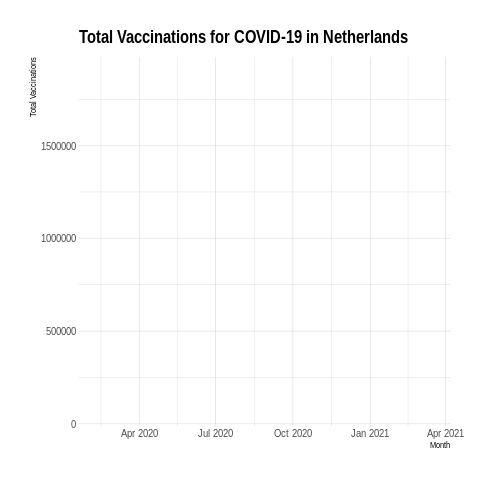 Total Vaccinations for COVID-19 in Netherlands
Total Vaccinations
1500000
1000000
500000
0
Apr 2020 Jul 2020 Oct 2020 Jan 2021 Apr 2021
Month